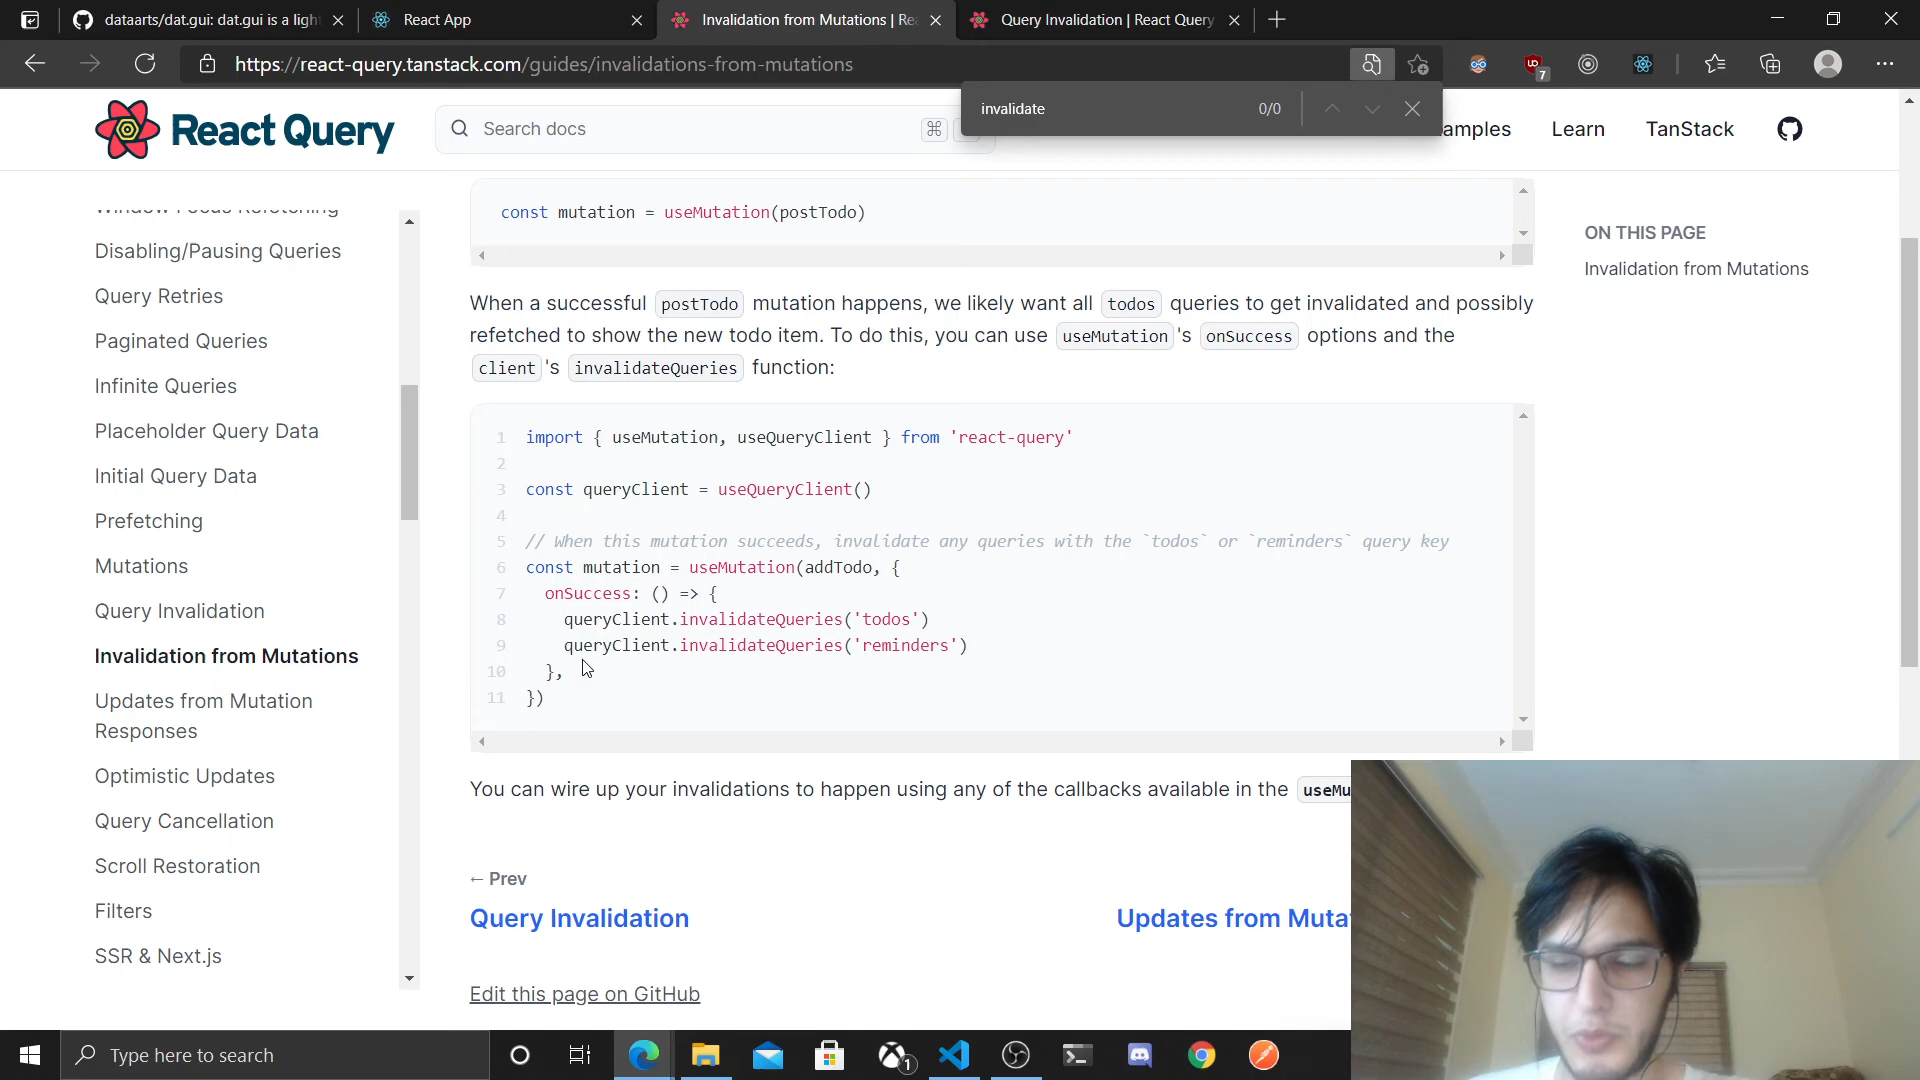 dataarts/dat.gui: dat.gui is a light
React App
Invalidation from Mutations | Re
Query Invalidation | React Query
https://react-query.tanstack.com/guides/invalidations-from-mutations
7
invalidate
0/0
React Query
Search docs
⌘
amples
Learn
TanStack
Window Focus Refetching
Disabling/Pausing Queries
Query Retries
Paginated Queries
Infinite Queries
Placeholder Query Data
Initial Query Data
Prefetching
Mutations
Query Invalidation
Invalidation from Mutations
Updates from Mutation
Responses
Optimistic Updates
Query Cancellation
Scroll Restoration
Filters
SSR & Next.js
const mutation = useMutation(postTodo)
When a successful postTodo mutation happens, we likely want all todos queries to get invalidated and possibly
refetched to show the new todo item. To do this, you can use useMutation's onSuccess options and the
client's invalidateQueries function:
1 import { useMutation, useQueryClient } from 'react-query'
2
3 const queryClient = useQueryClient()
4
5 // When this mutation succeeds, invalidate any queries with the `todos` or `reminders` query key
6 const mutation = useMutation(addTodo, {
7 onSuccess: () => {
8 queryClient.invalidateQueries('todos')
9 queryClient.invalidateQueries('reminders')
10 },
11 })
You can wire up your invalidations to happen using any of the callbacks available in the useMu
← Prev
Query Invalidation
Updates from Muta
Edit this page on GitHub
ON THIS PAGE
Invalidation from Mutations
Type here to search
1